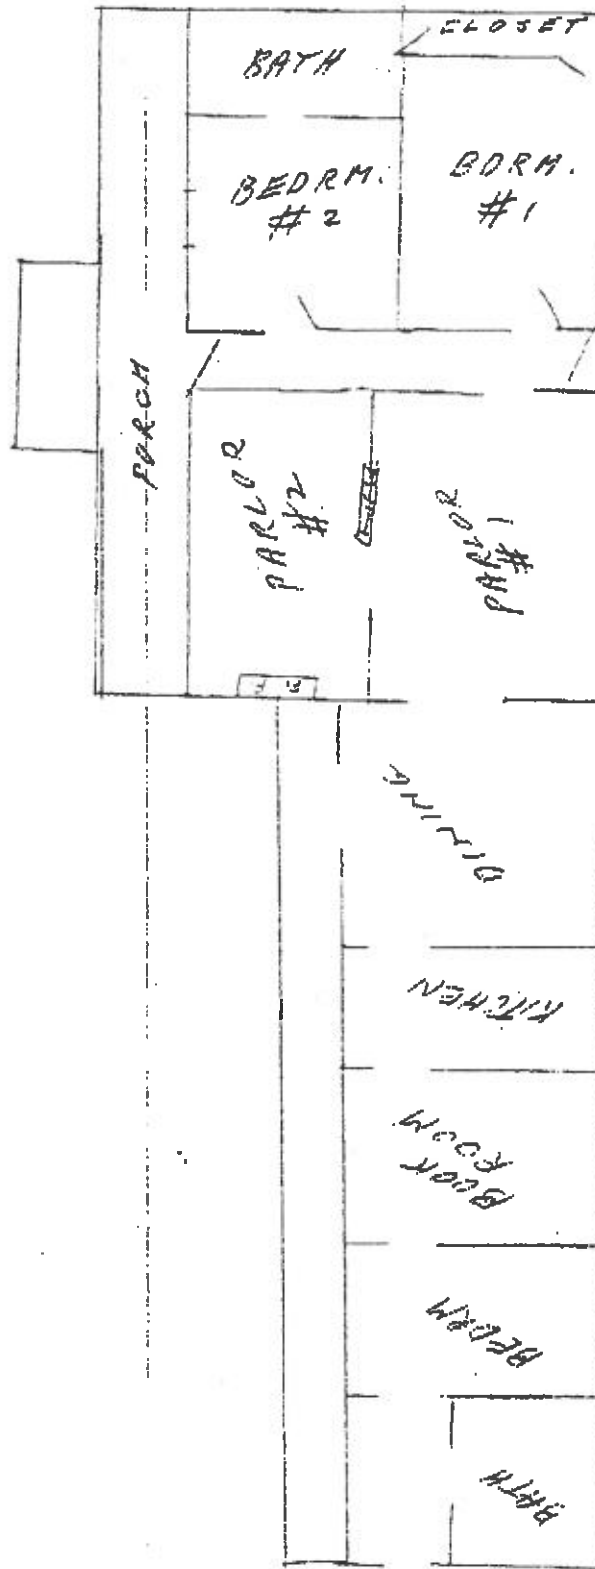 CLOSET
BATH
BEDRM.
# 2
BDRM.
# 1
PORCH
PARLOR
#2
PARLOR
#1
DINING
KITCHEN
BOOK
ROOM
BEDRM
BATH